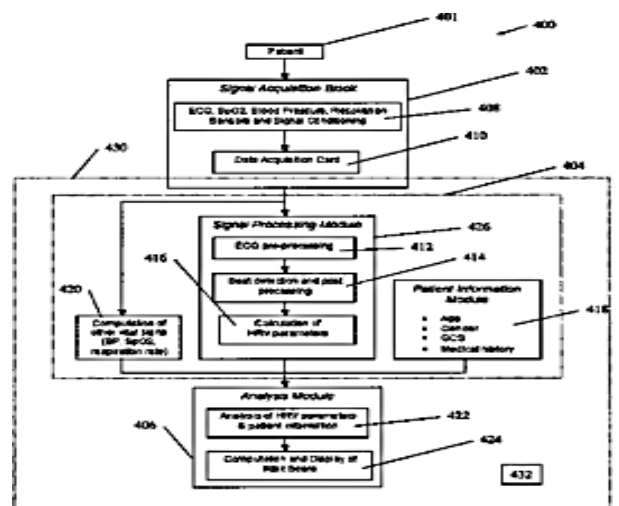 401
400
Patient
402
Signal Acquisition Block
ECG, SpO2, Blood Pressure, Respiration
Sensors and Signal Conditioning
408
410
Data Acquisition Card
430
404
Signal Processing Module
426
ECG pre-processing
412
416
414
Beat detection and post
processing
Patient Information
Module
420
418
Computation of
other vital signs
(BP, SpO2,
respiration rate)
Calculation of
HRV parameters
• Age
• Gender
• GCS
• Medical history
Analysis Module
Analysis of HRV parameters
& patient information
422
406
Computation and Display of
Risk Score
424
432